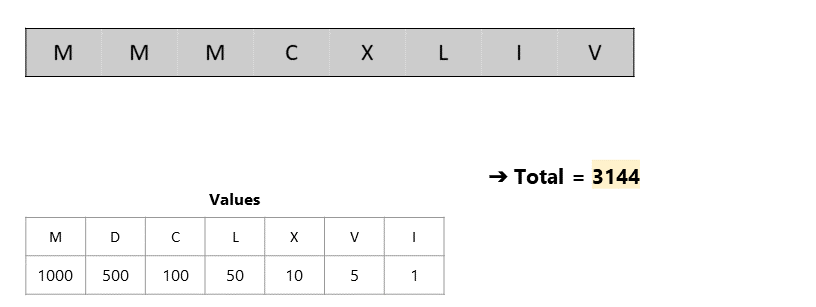 M M M C X L I V
➔ Total = 3144
Values
M D C L X V I
1000 500 100 50 10 5 1